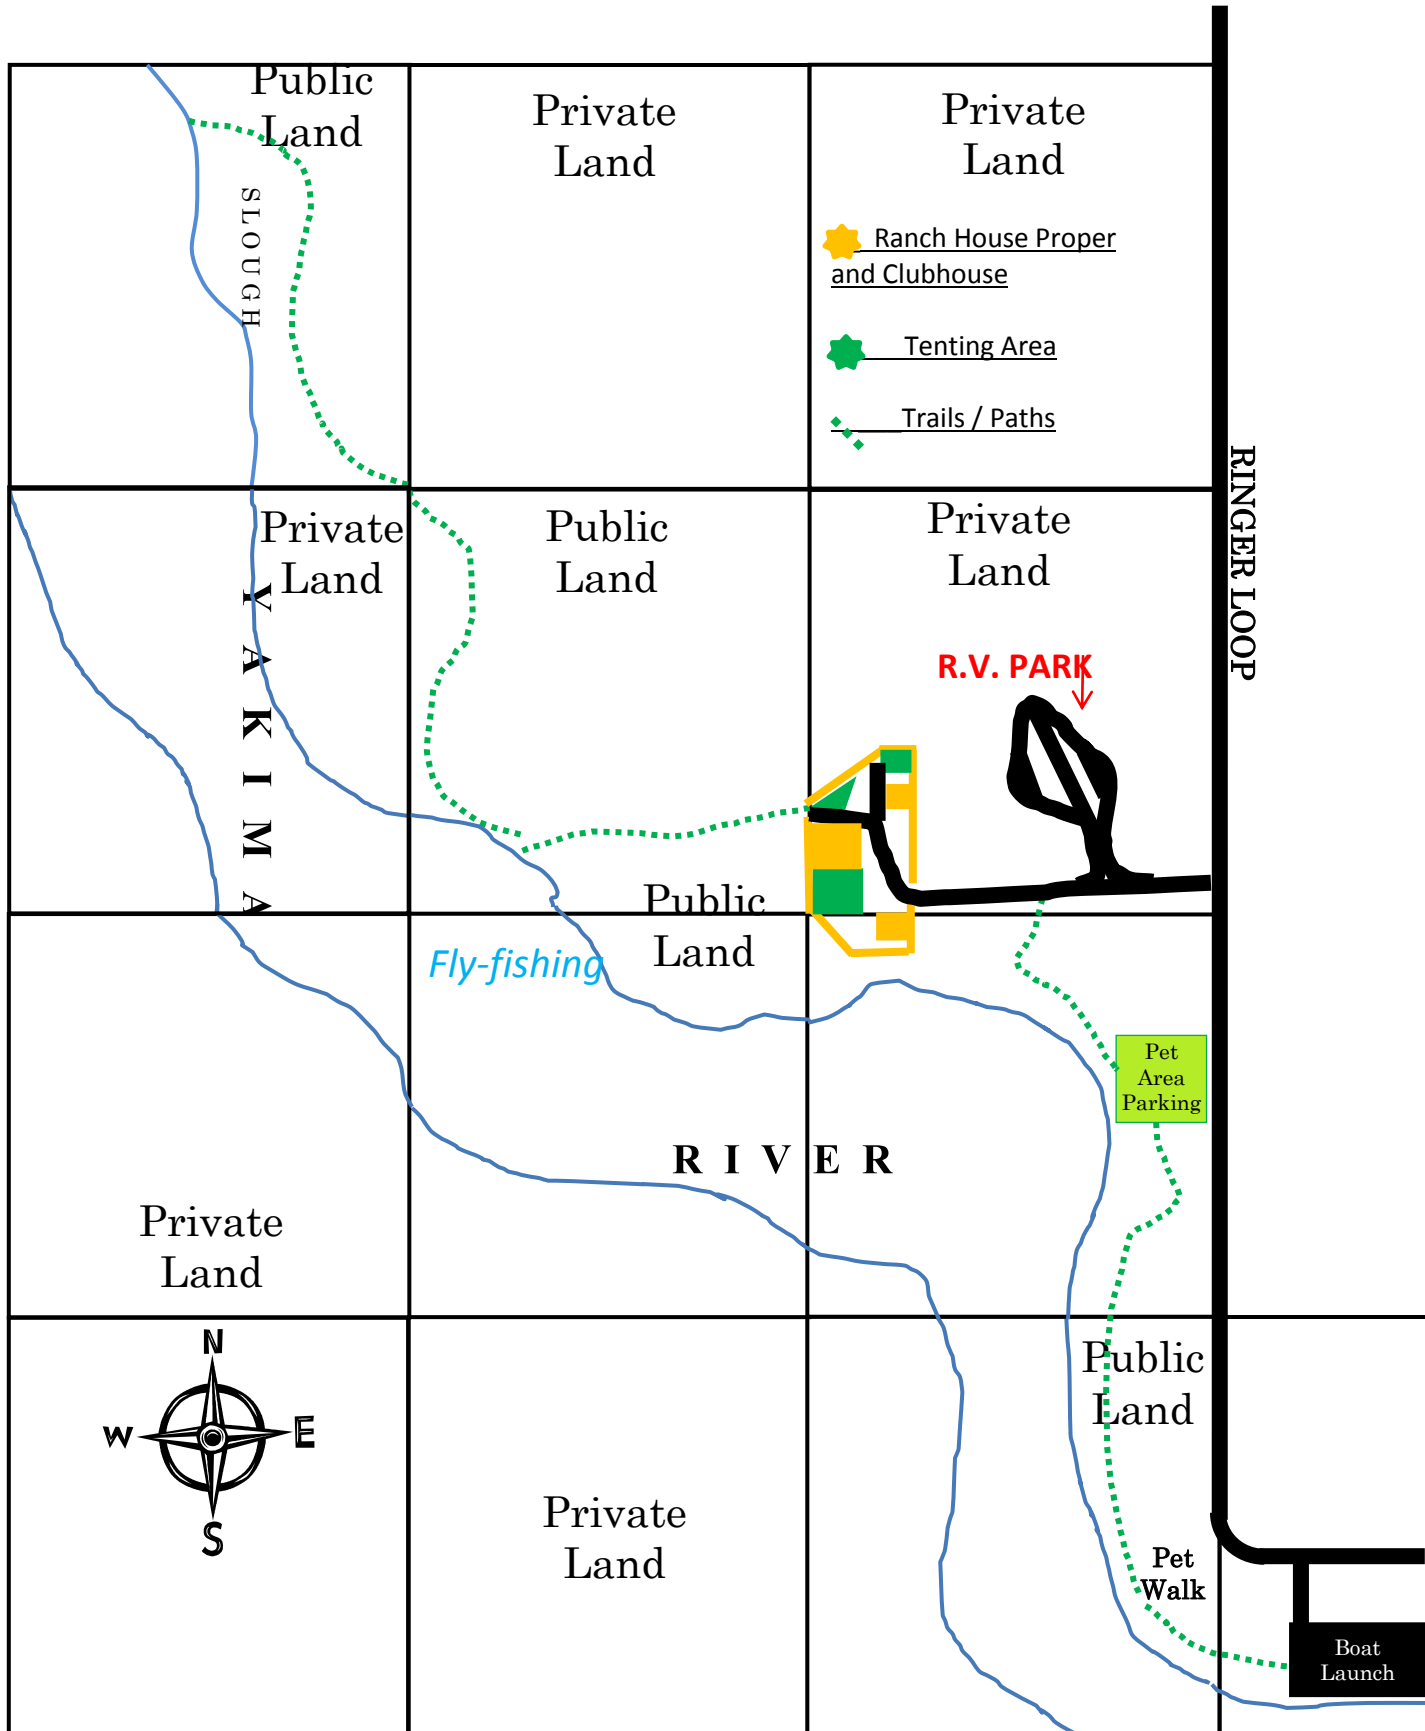 Public
Land
Private
Land
Private
Land
SLOUGH
Ranch House Proper
and Clubhouse
Tenting Area
Trails / Paths
RINGER LOOP
Private
Land
Public
Land
Private
Land
YAKIMA
R.V. PARK
Public
Land
Fly-fishing
Pet
Area
Parking
RIVER
Private
Land
N
W
E
S
Public
Land
Private
Land
Pet
Walk
Boat
Launch